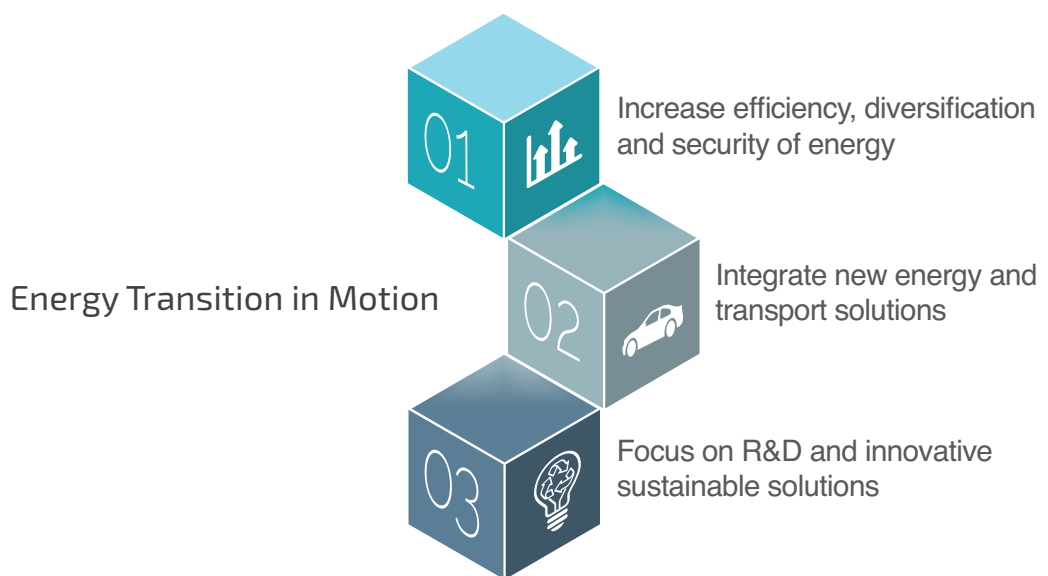 01
Increase efficiency, diversification
and security of energy
Energy Transition in Motion
02
Integrate new energy and
transport solutions
03
Focus on R&D and innovative
sustainable solutions